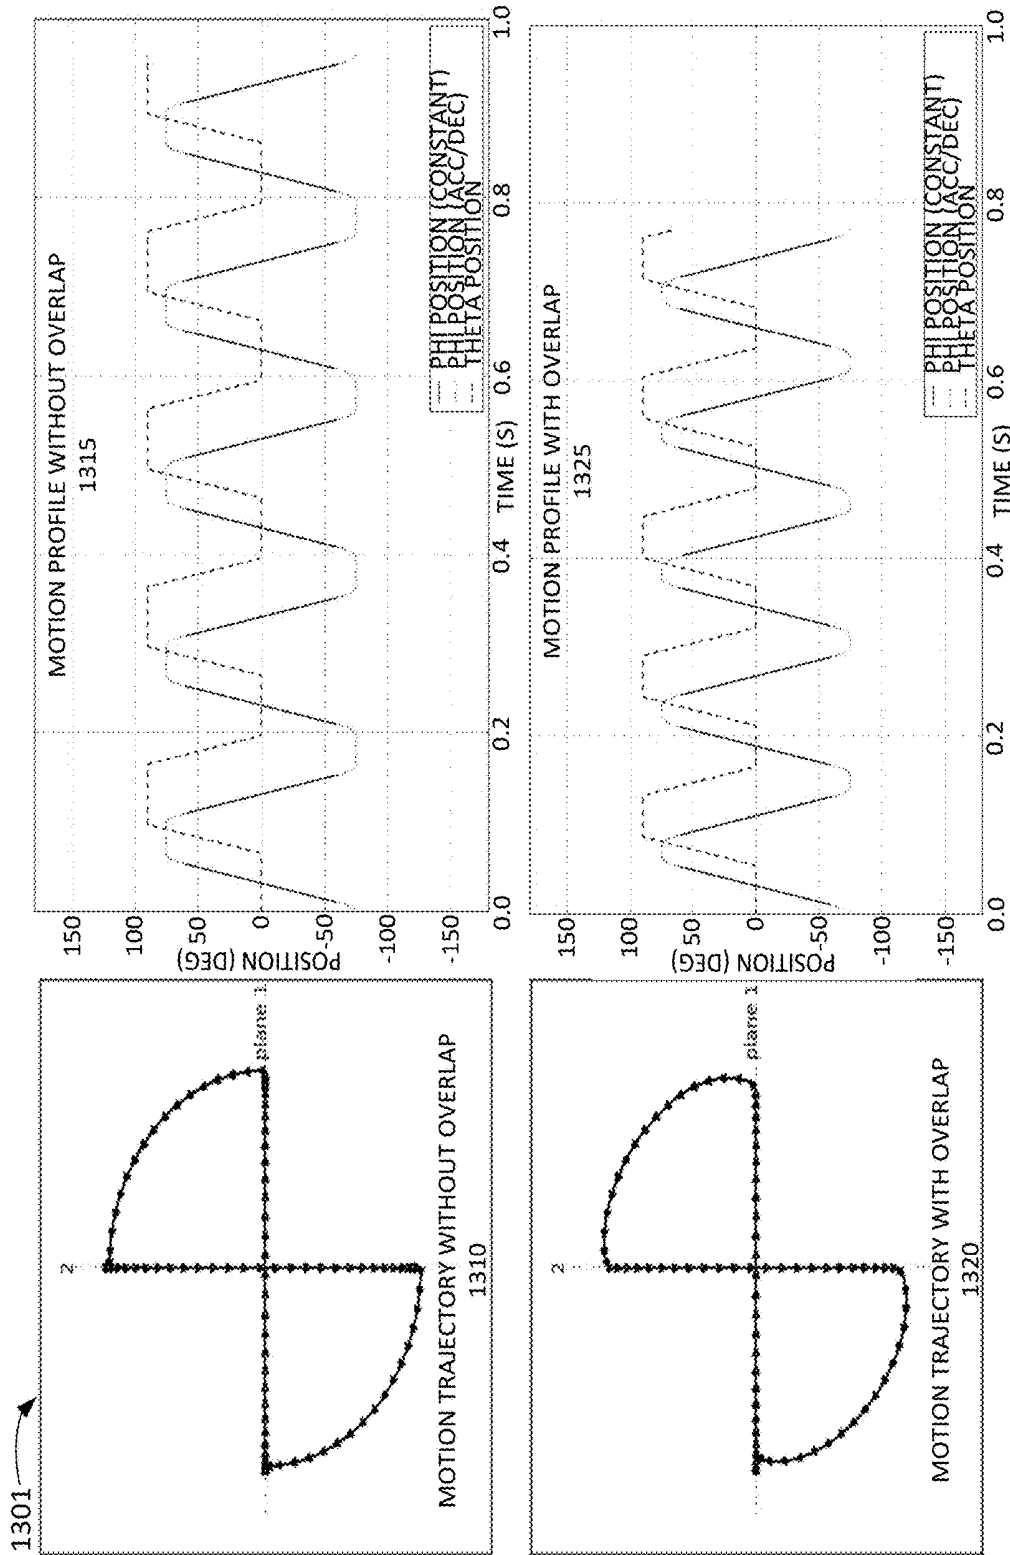 1301
2
plane 1
MOTION TRAJECTORY WITHOUT OVERLAP
1310
MOTION PROFILE WITHOUT OVERLAP
1315
POSITION (DEG)
150
100
50
0
-50
-100
-150
0.0
0.2
0.4
0.6
0.8
1.0
TIME (S)
PHI POSITION (CONSTANT)
PHI POSITION (ACC/DEC)
THETA POSITION
2
plane 1
MOTION TRAJECTORY WITH OVERLAP
1320
MOTION PROFILE WITH OVERLAP
1325
POSITION (DEG)
150
100
50
0
-50
-100
-150
0.0
0.2
0.4
0.6
0.8
1.0
TIME (S)
PHI POSITION (CONSTANT)
PHI POSITION (ACC/DEC)
THETA POSITION